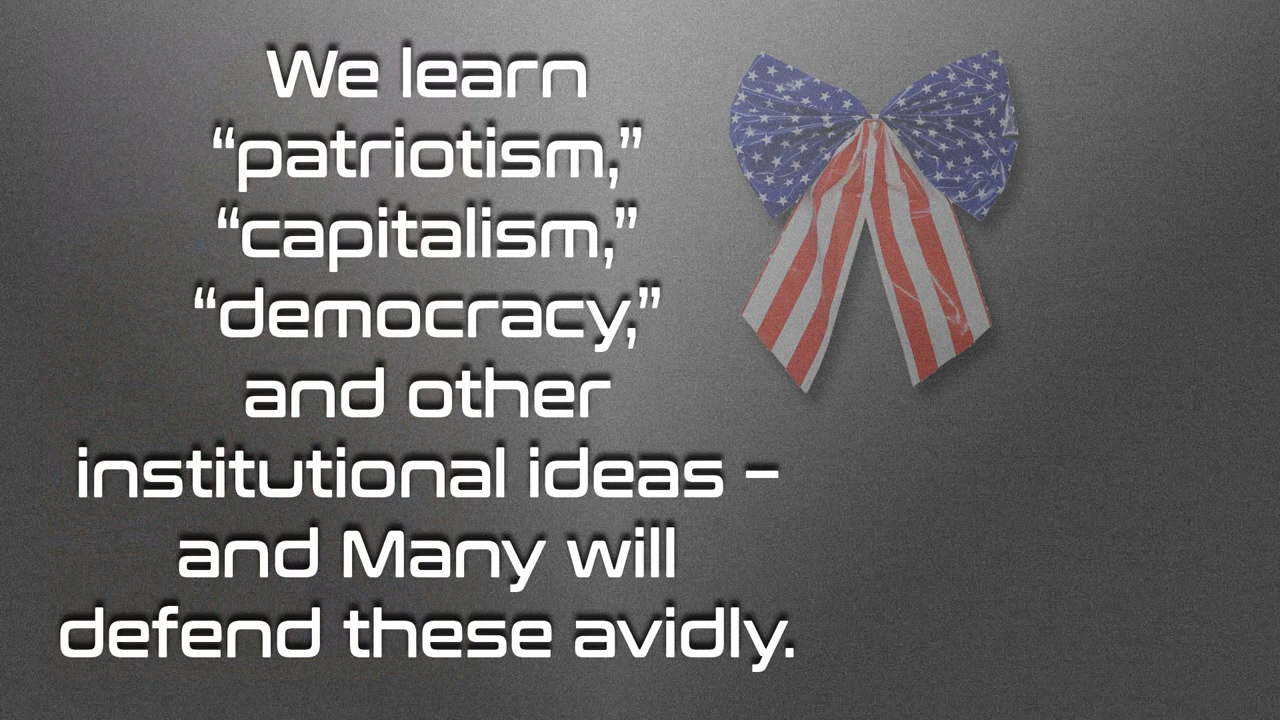 We learn
“patriotism,”
“capitalism,”
“democracy,”
and other
institutional ideas –
and Many will
defend these avidly.